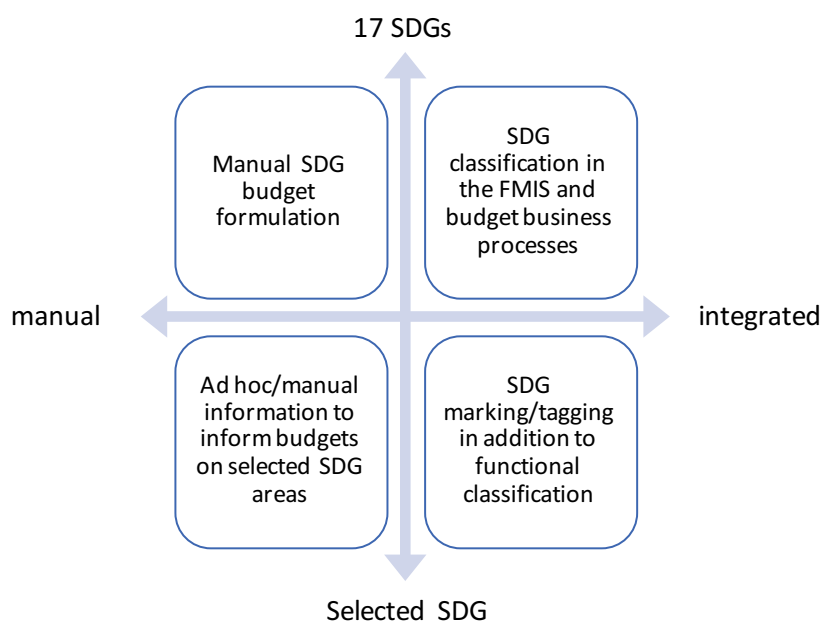 17 SDGs
Manual SDG
budget
formulation
SDG
classification in
the FMIS and
budget business
processes
manual
integrated
Ad hoc/manual
information to
inform budgets
on selected SDG
areas
SDG
marking/tagging
in addition to
functional
classification
Selected SDG